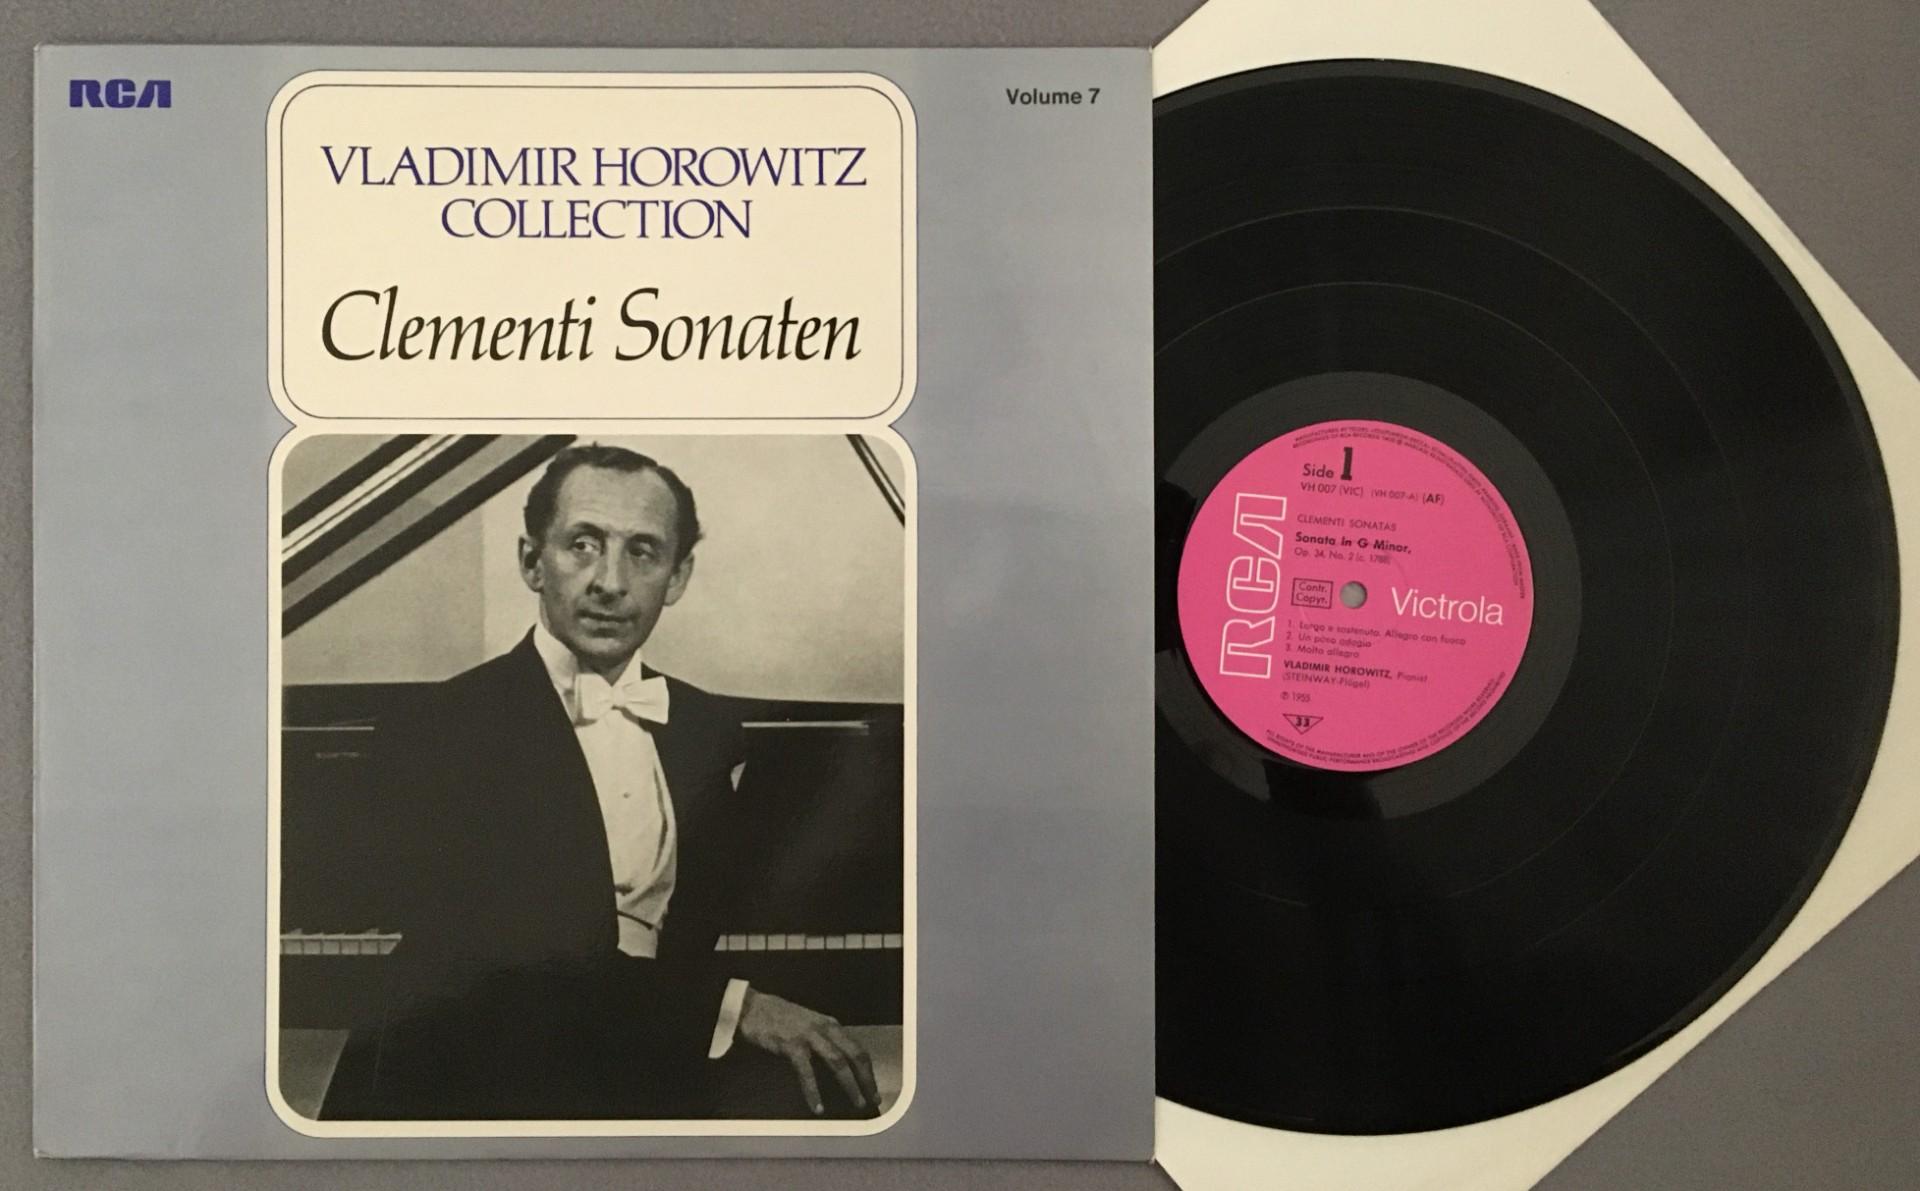 RCA
Volume 7
VLADIMIR HOROWITZ
COLLECTION
Clementi Sonaten
Side 1
VH 007 (VIC) (VH 007-A) (AF)
CLEMENTI SONATAS
Sonata in G Minor,
Op. 34, No. 2 (c. 1788)
Contr.
Copyr.
RCA
Victrola
1. Largo e sostenuto. Allegro con fuoco
2. Un poco adagio
3. Molto allegro
VLADIMIR HOROWITZ, Pianist
(STEINWAY-Flügel)
℗ 1955
33